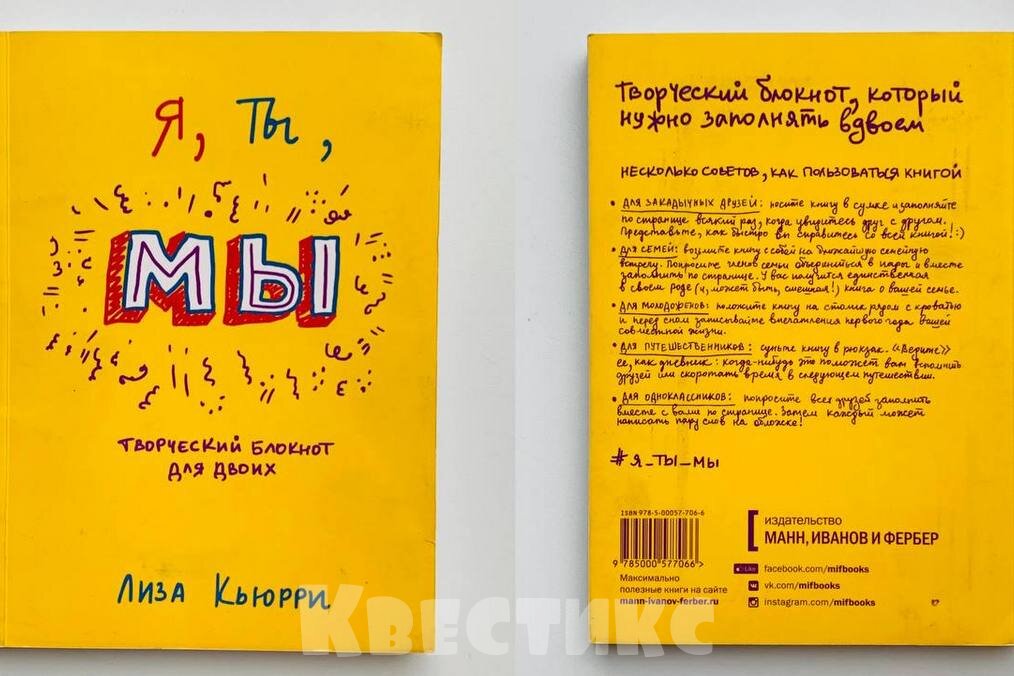 Я, ТЫ,
МЫ
ТВОРЧЕСКИЙ БЛОКНОТ
ДЛЯ ДВОИХ
ЛИЗА КЬЮРРИ
ТВОРЧЕСКИЙ БЛОКНОТ, который
нужно заполнять вдвоем
НЕСКОЛЬКО СОВЕТОВ, КАК ПОЛЬЗОВАТЬСЯ КНИГОЙ
• ДЛЯ ЗАКАДЫЧНЫХ ДРУЗЕЙ: носите книгу в сумке и заполняйте
по странице всякий раз, когда увидитесь друг с другом.
Представьте, как быстро вы справитесь со всей книгой! :)
• ДЛЯ СЕМЕЙ: возьмите книгу с собой на ближайшую семейную
встречу. Попросите членов семьи объединиться в пары и вместе
заполнить по странице. У вас получится единственная
в своем роде (и, может быть, смешная!) книга о вашей семье.
• ДЛЯ МОЛОДОЖЕНОВ: положите книгу на столик рядом с кроватью
и перед сном записывайте впечатления первого года вашей
совместной жизни.
• ДЛЯ ПУТЕШЕСТВЕННИКОВ: суньте книгу в рюкзак. «Ведите»
ее, как дневник: когда-нибудь это поможет вам вспомнить
друзей или скоротать время в следующем путешествии.
• ДЛЯ ОДНОКЛАССНИКОВ: попросите всех друзей заполнить
вместе с вами по странице. Затем каждый может
написать пару слов на обложке!
#Я_ТЫ_МЫ
ISBN 978-5-00057-706-6
9 785000 577066 >
Максимально
полезные книги на сайте
mann-ivanov-ferber.ru
издательство
МАНН, ИВАНОВ И ФЕРБЕР
Like facebook.com/mifbooks
vk.com/mifbooks
instagram.com/mifbooks
Квестикс